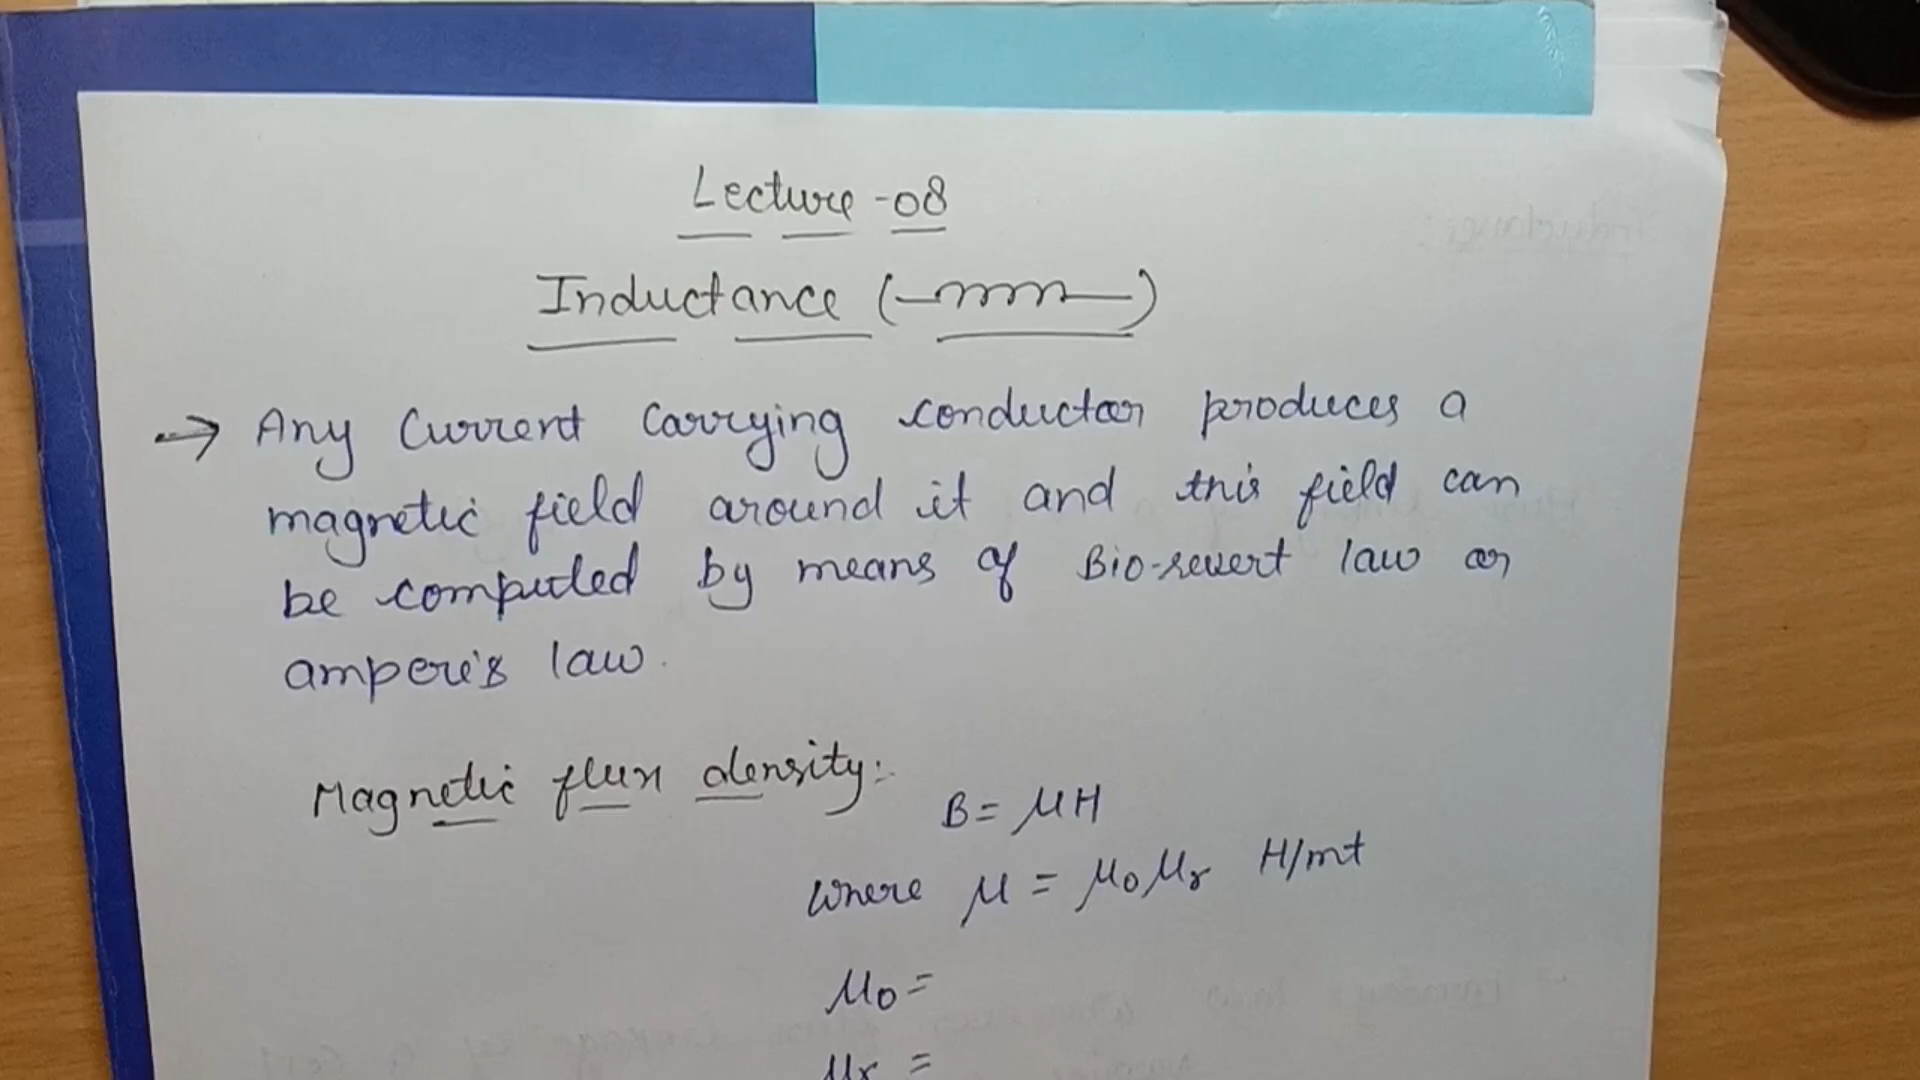 Lecture -08
Inductance ( )
→ Any Current Carrying conductor produces a
magnetic field around it and this field can
be computed by means of Bio-severt law or
ampere's law.
Magnetic flux density:
B = μH
where μ = μ₀μᵣ H/mt
μ₀ =
μᵣ =